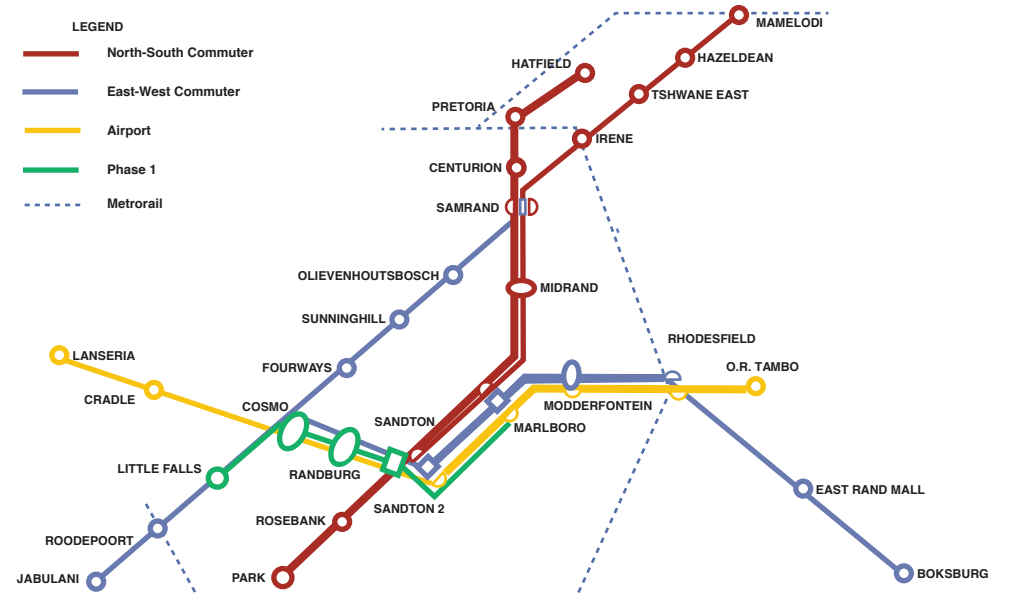 LEGEND
North-South Commuter
East-West Commuter
Airport
Phase 1
Metrorail
MAMELODI
HATFIELD
HAZELDEAN
PRETORIA
TSHWANE EAST
IRENE
CENTURION
SAMRAND
OLIEVENHOUTSBOSCH
MIDRAND
SUNNINGHILL
RHODESFIELD
LANSERIA
FOURWAYS
O.R. TAMBO
CRADLE
COSMO
MODDERFONTEIN
SANDTON
MARLBORO
LITTLE FALLS
RANDBURG
EAST RAND MALL
SANDTON 2
ROSEBANK
ROODEPOORT
JABULANI
PARK
BOKSBURG